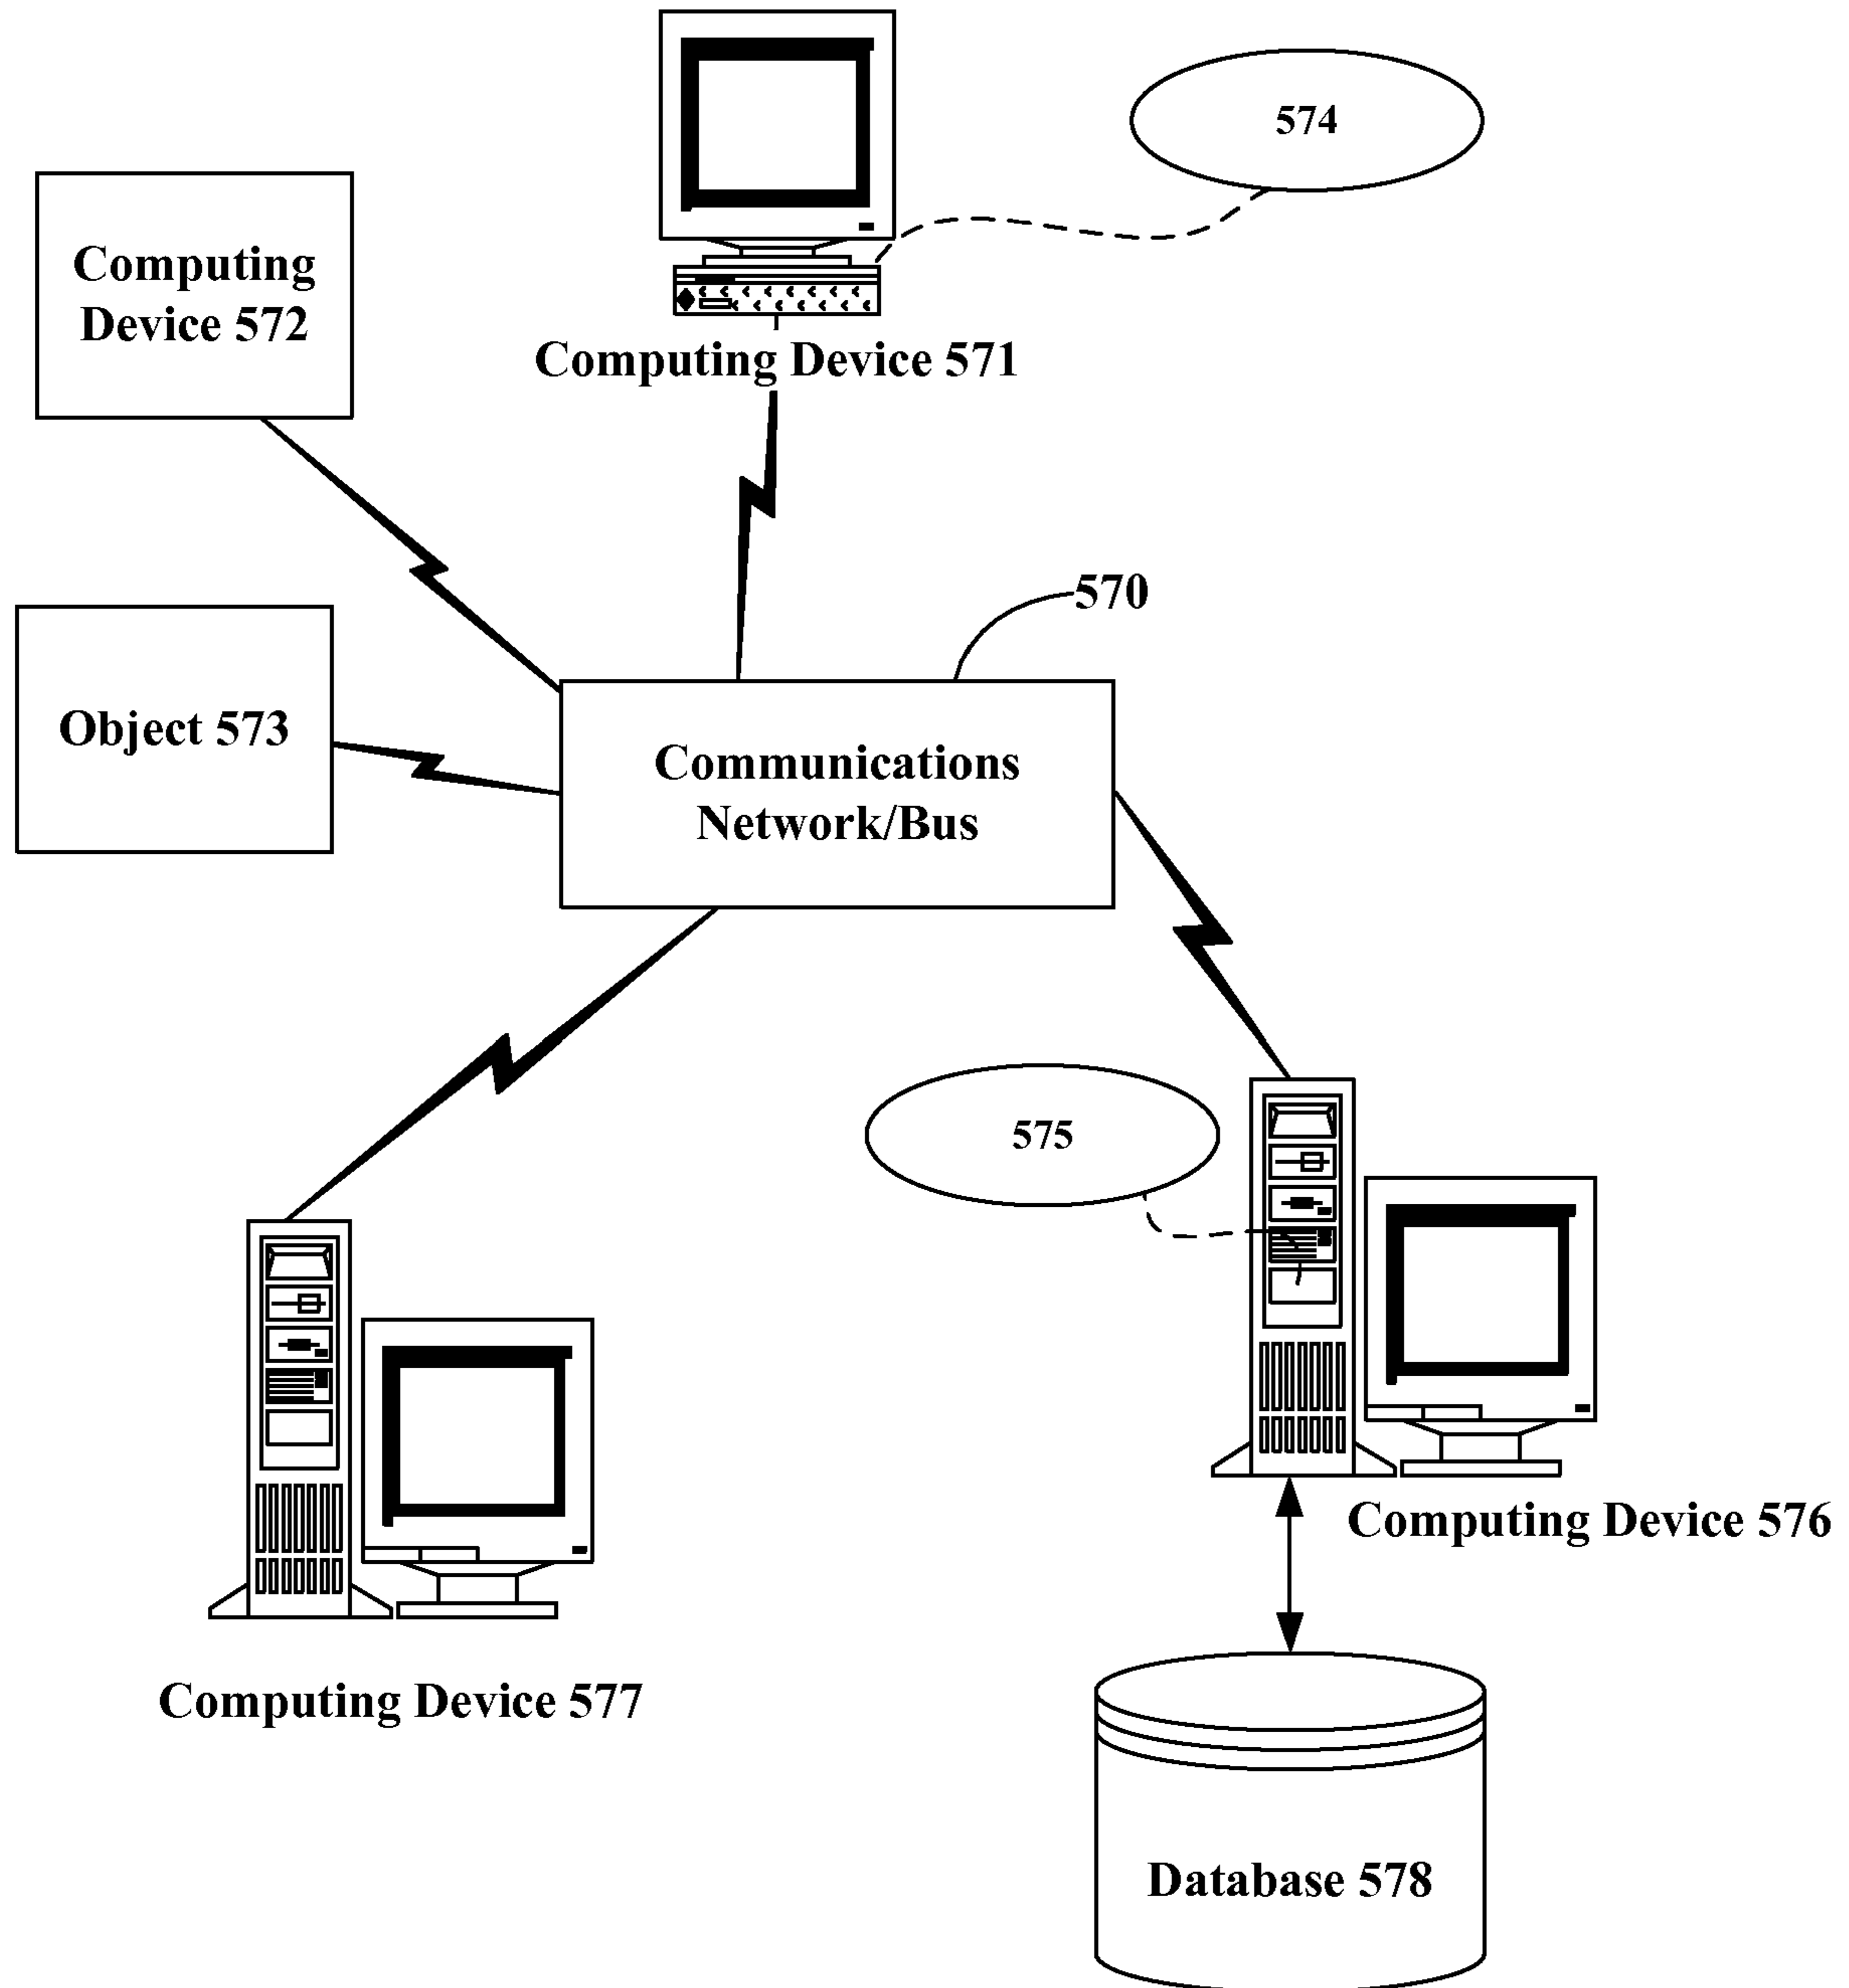 574
Computing
Device 572
Computing Device 571
570
Object 573
Communications
Network/Bus
575
Computing Device 576
Computing Device 577
Database 578